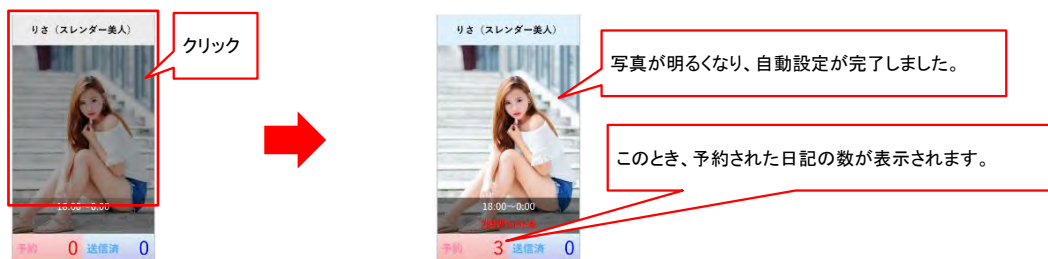 りさ（スレンダー美人）
クリック
18:00～0:00
予約 0 送信済 0
りさ（スレンダー美人）
写真が明るくなり、自動設定が完了しました。
このとき、予約された日記の数が表示されます。
18:00～0:00
予約 3 送信済 0